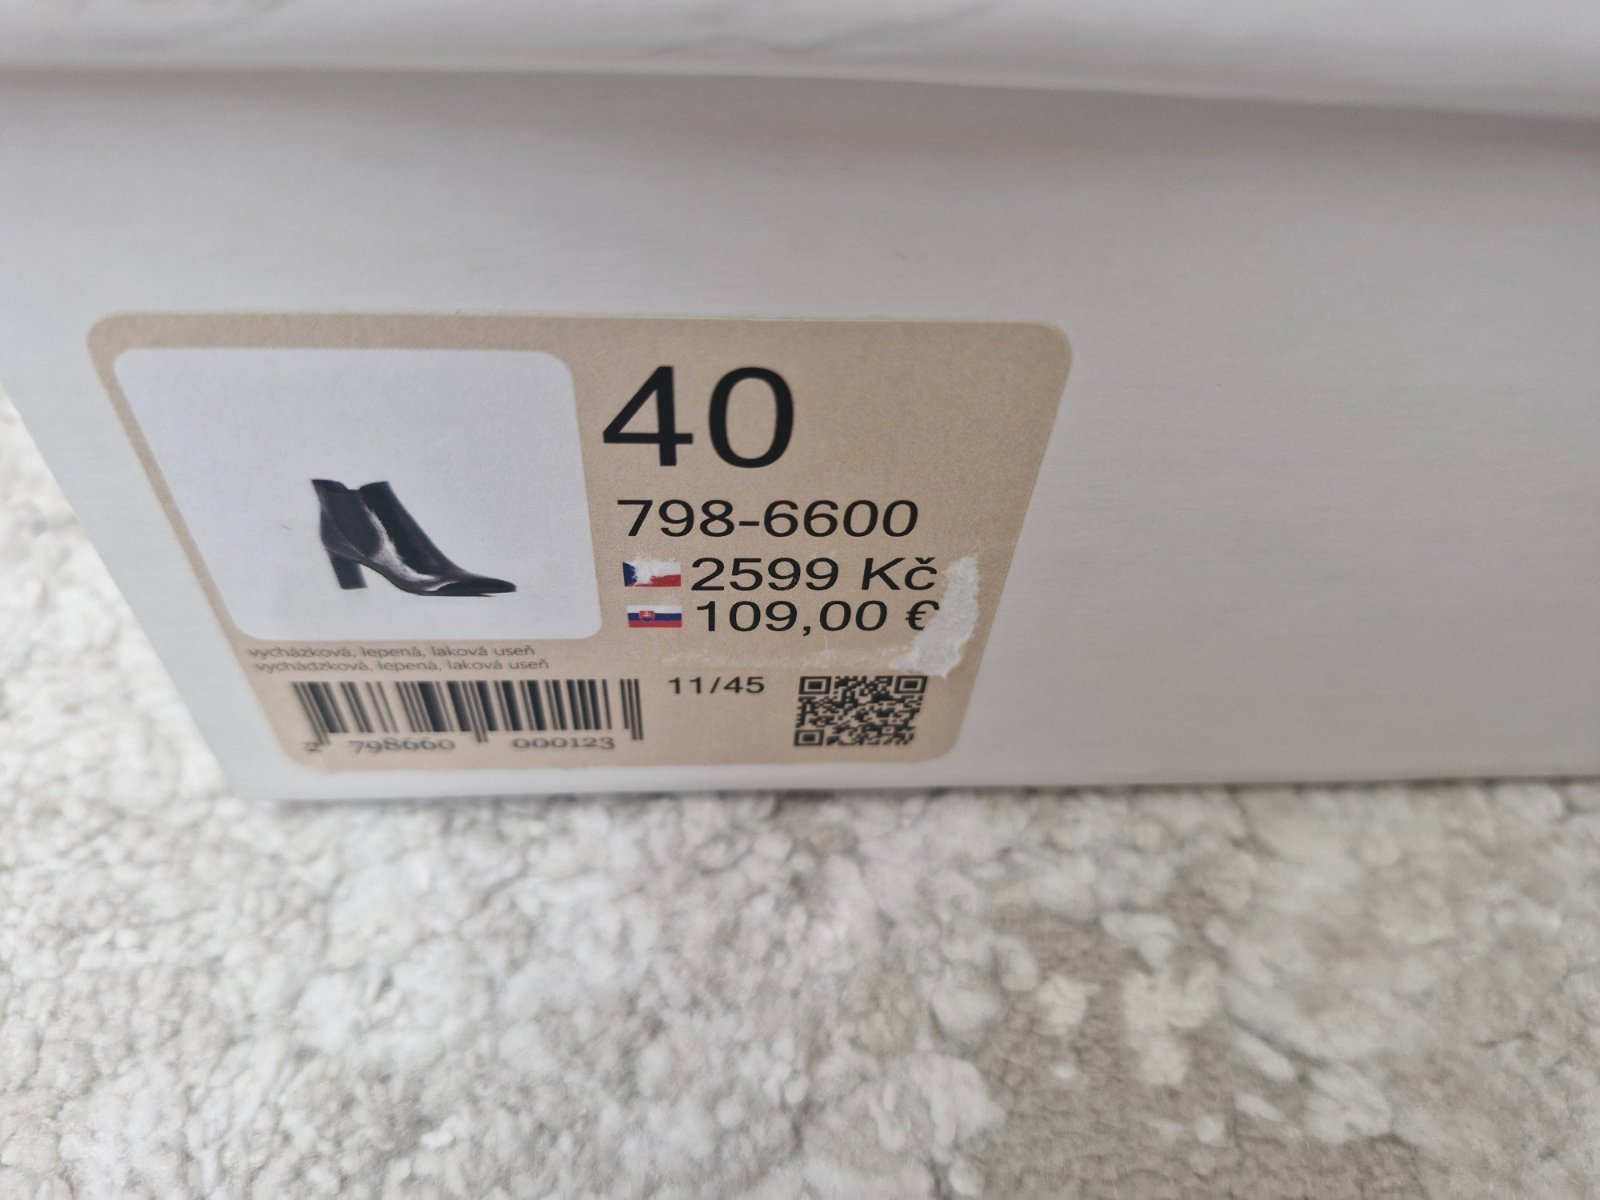 40
798-6600
2599 Kč
109,00 €
vycházková, lepená, laková useň
vychádzková, lepená, laková useň
11/45
2 798660 000123